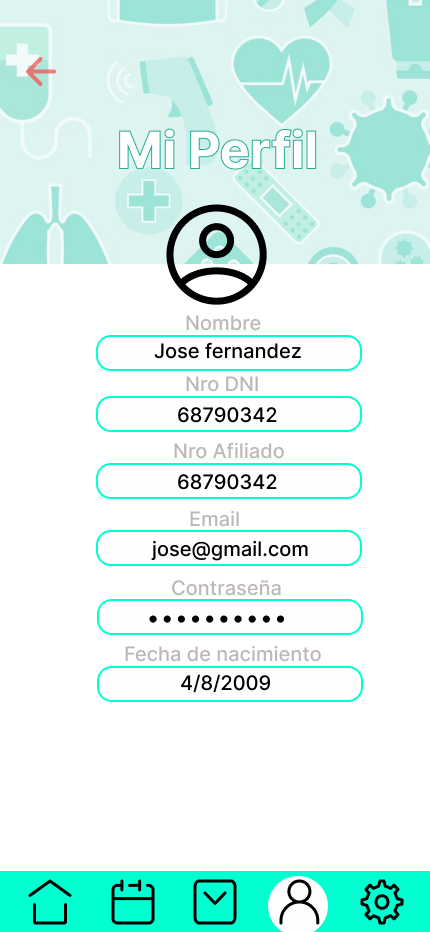 Mi Perfil
Nombre
Jose fernandez
Nro DNI
68790342
Nro Afiliado
68790342
Email
jose@gmail.com
Contraseña
••••••••••
Fecha de nacimiento
4/8/2009